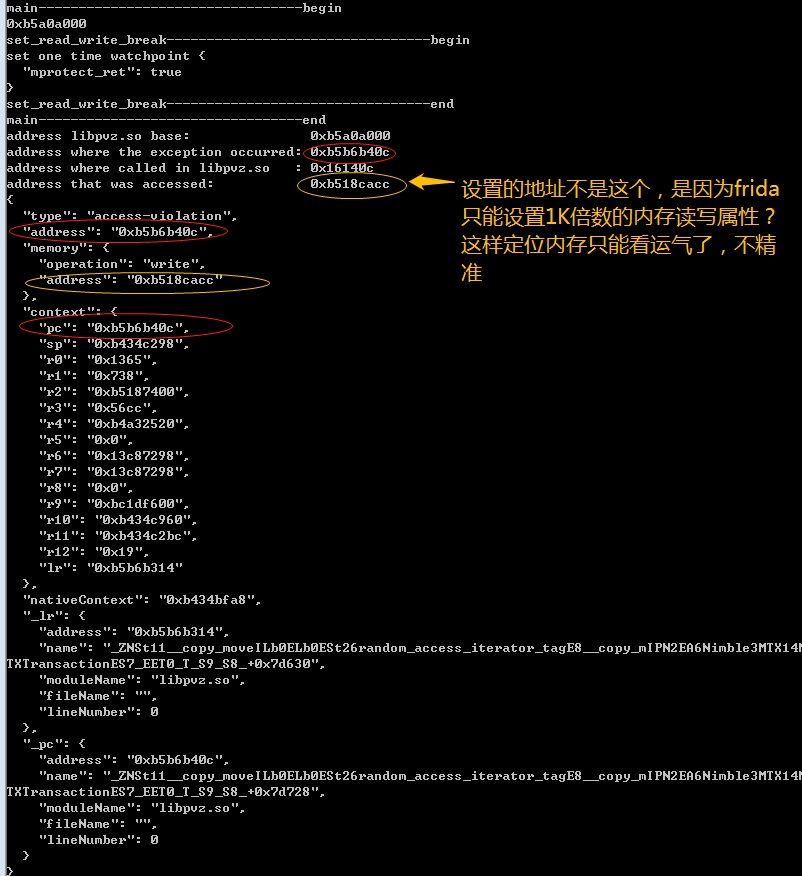 main---------------------------------begin
0xb5a0a000
set_read_write_break---------------------------------begin
set one time watchpoint {
  "mprotect_ret": true
}
set_read_write_break---------------------------------end
main---------------------------------end
address libpvz.so base:               0xb5a0a000
address where the exception occurred: 0xb5b6b40c
address where called in libpvz.so   : 0x16140c
address that was accessed:            0xb518cacc
设置的地址不是这个，是因为frida
只能设置1K倍数的内存读写属性？
这样定位内存只能看运气了，不精
准
{
  "type": "access-violation",
  "address": "0xb5b6b40c",
  "memory": {
    "operation": "write",
    "address": "0xb518cacc"
  },
  "context": {
    "pc": "0xb5b6b40c",
    "sp": "0xb434c298",
    "r0": "0x1365",
    "r1": "0x738",
    "r2": "0xb5187400",
    "r3": "0x56cc",
    "r4": "0xb4a32520",
    "r5": "0x0",
    "r6": "0x13c87298",
    "r7": "0x13c87298",
    "r8": "0x0",
    "r9": "0xbc1df600",
    "r10": "0xb434c960",
    "r11": "0xb434c2bc",
    "r12": "0x19",
    "lr": "0xb5b6b314"
  },
  "nativeContext": "0xb434bfa8",
  "_lr": {
    "address": "0xb5b6b314",
    "name": "_ZNSt11__copy_moveILb0ELb0ESt26random_access_iterator_tagE8__copy_mIPN2EA6Nimble3MTX14M
TXTransactionES7_EET0_T_S9_S8_+0x7d630",
    "moduleName": "libpvz.so",
    "fileName": "",
    "lineNumber": 0
  },
  "_pc": {
    "address": "0xb5b6b40c",
    "name": "_ZNSt11__copy_moveILb0ELb0ESt26random_access_iterator_tagE8__copy_mIPN2EA6Nimble3MTX14M
TXTransactionES7_EET0_T_S9_S8_+0x7d728",
    "moduleName": "libpvz.so",
    "fileName": "",
    "lineNumber": 0
  }
}